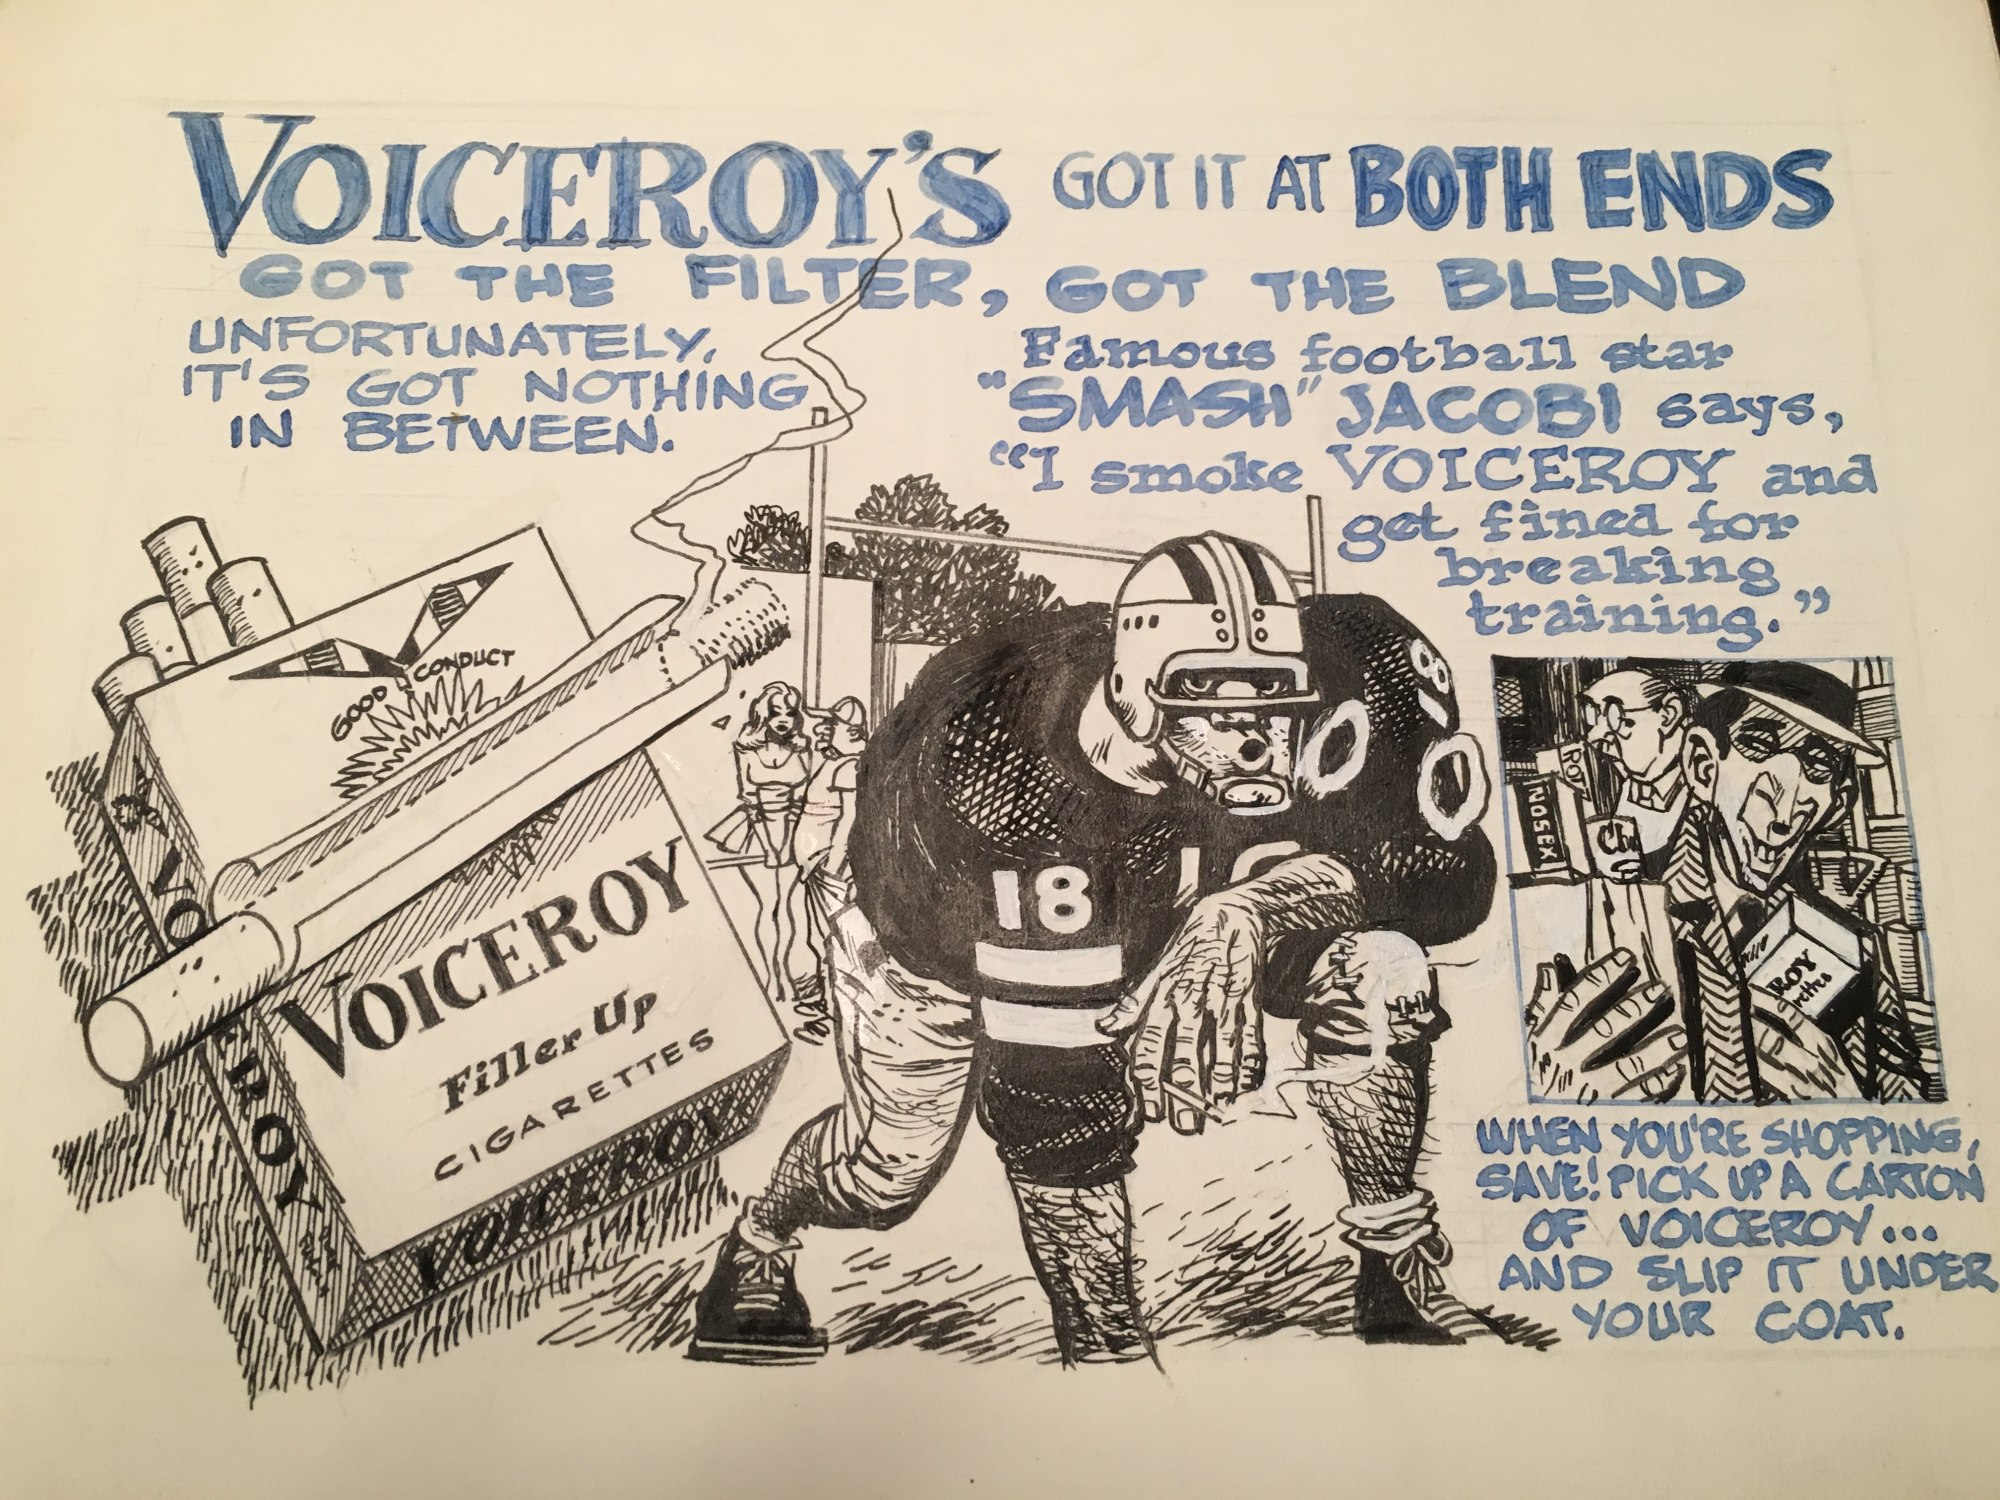 VOICEROY'S GOT IT AT BOTH ENDS
GOT THE FILTER, GOT THE BLEND
UNFORTUNATELY,
IT'S GOT NOTHING
IN BETWEEN.
Famous football star
"SMASH" JACOBI says,
"I smoke VOICEROY and
get fined for
breaking
training."
GOOD CONDUCT
VOICEROY
Filler Up
CIGARETTES
VOICEROY
18
NOSEX
ROY
ROY
WHEN YOU'RE SHOPPING,
SAVE! PICK UP A CARTON
OF VOICEROY...
AND SLIP IT UNDER
YOUR COAT.